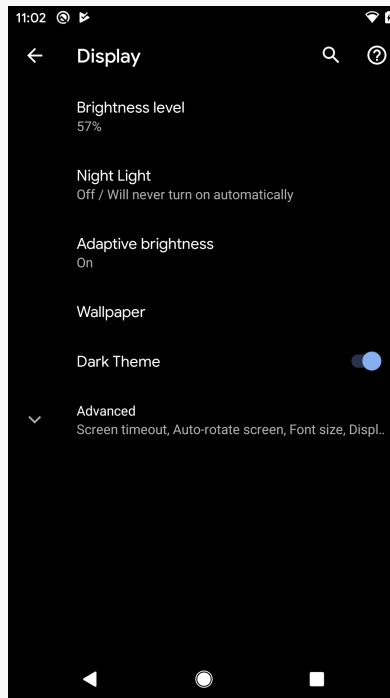 11:02
Display
Brightness level
57%
Night Light
Off / Will never turn on automatically
Adaptive brightness
On
Wallpaper
Dark Theme
Advanced
Screen timeout, Auto-rotate screen, Font size, Displ..